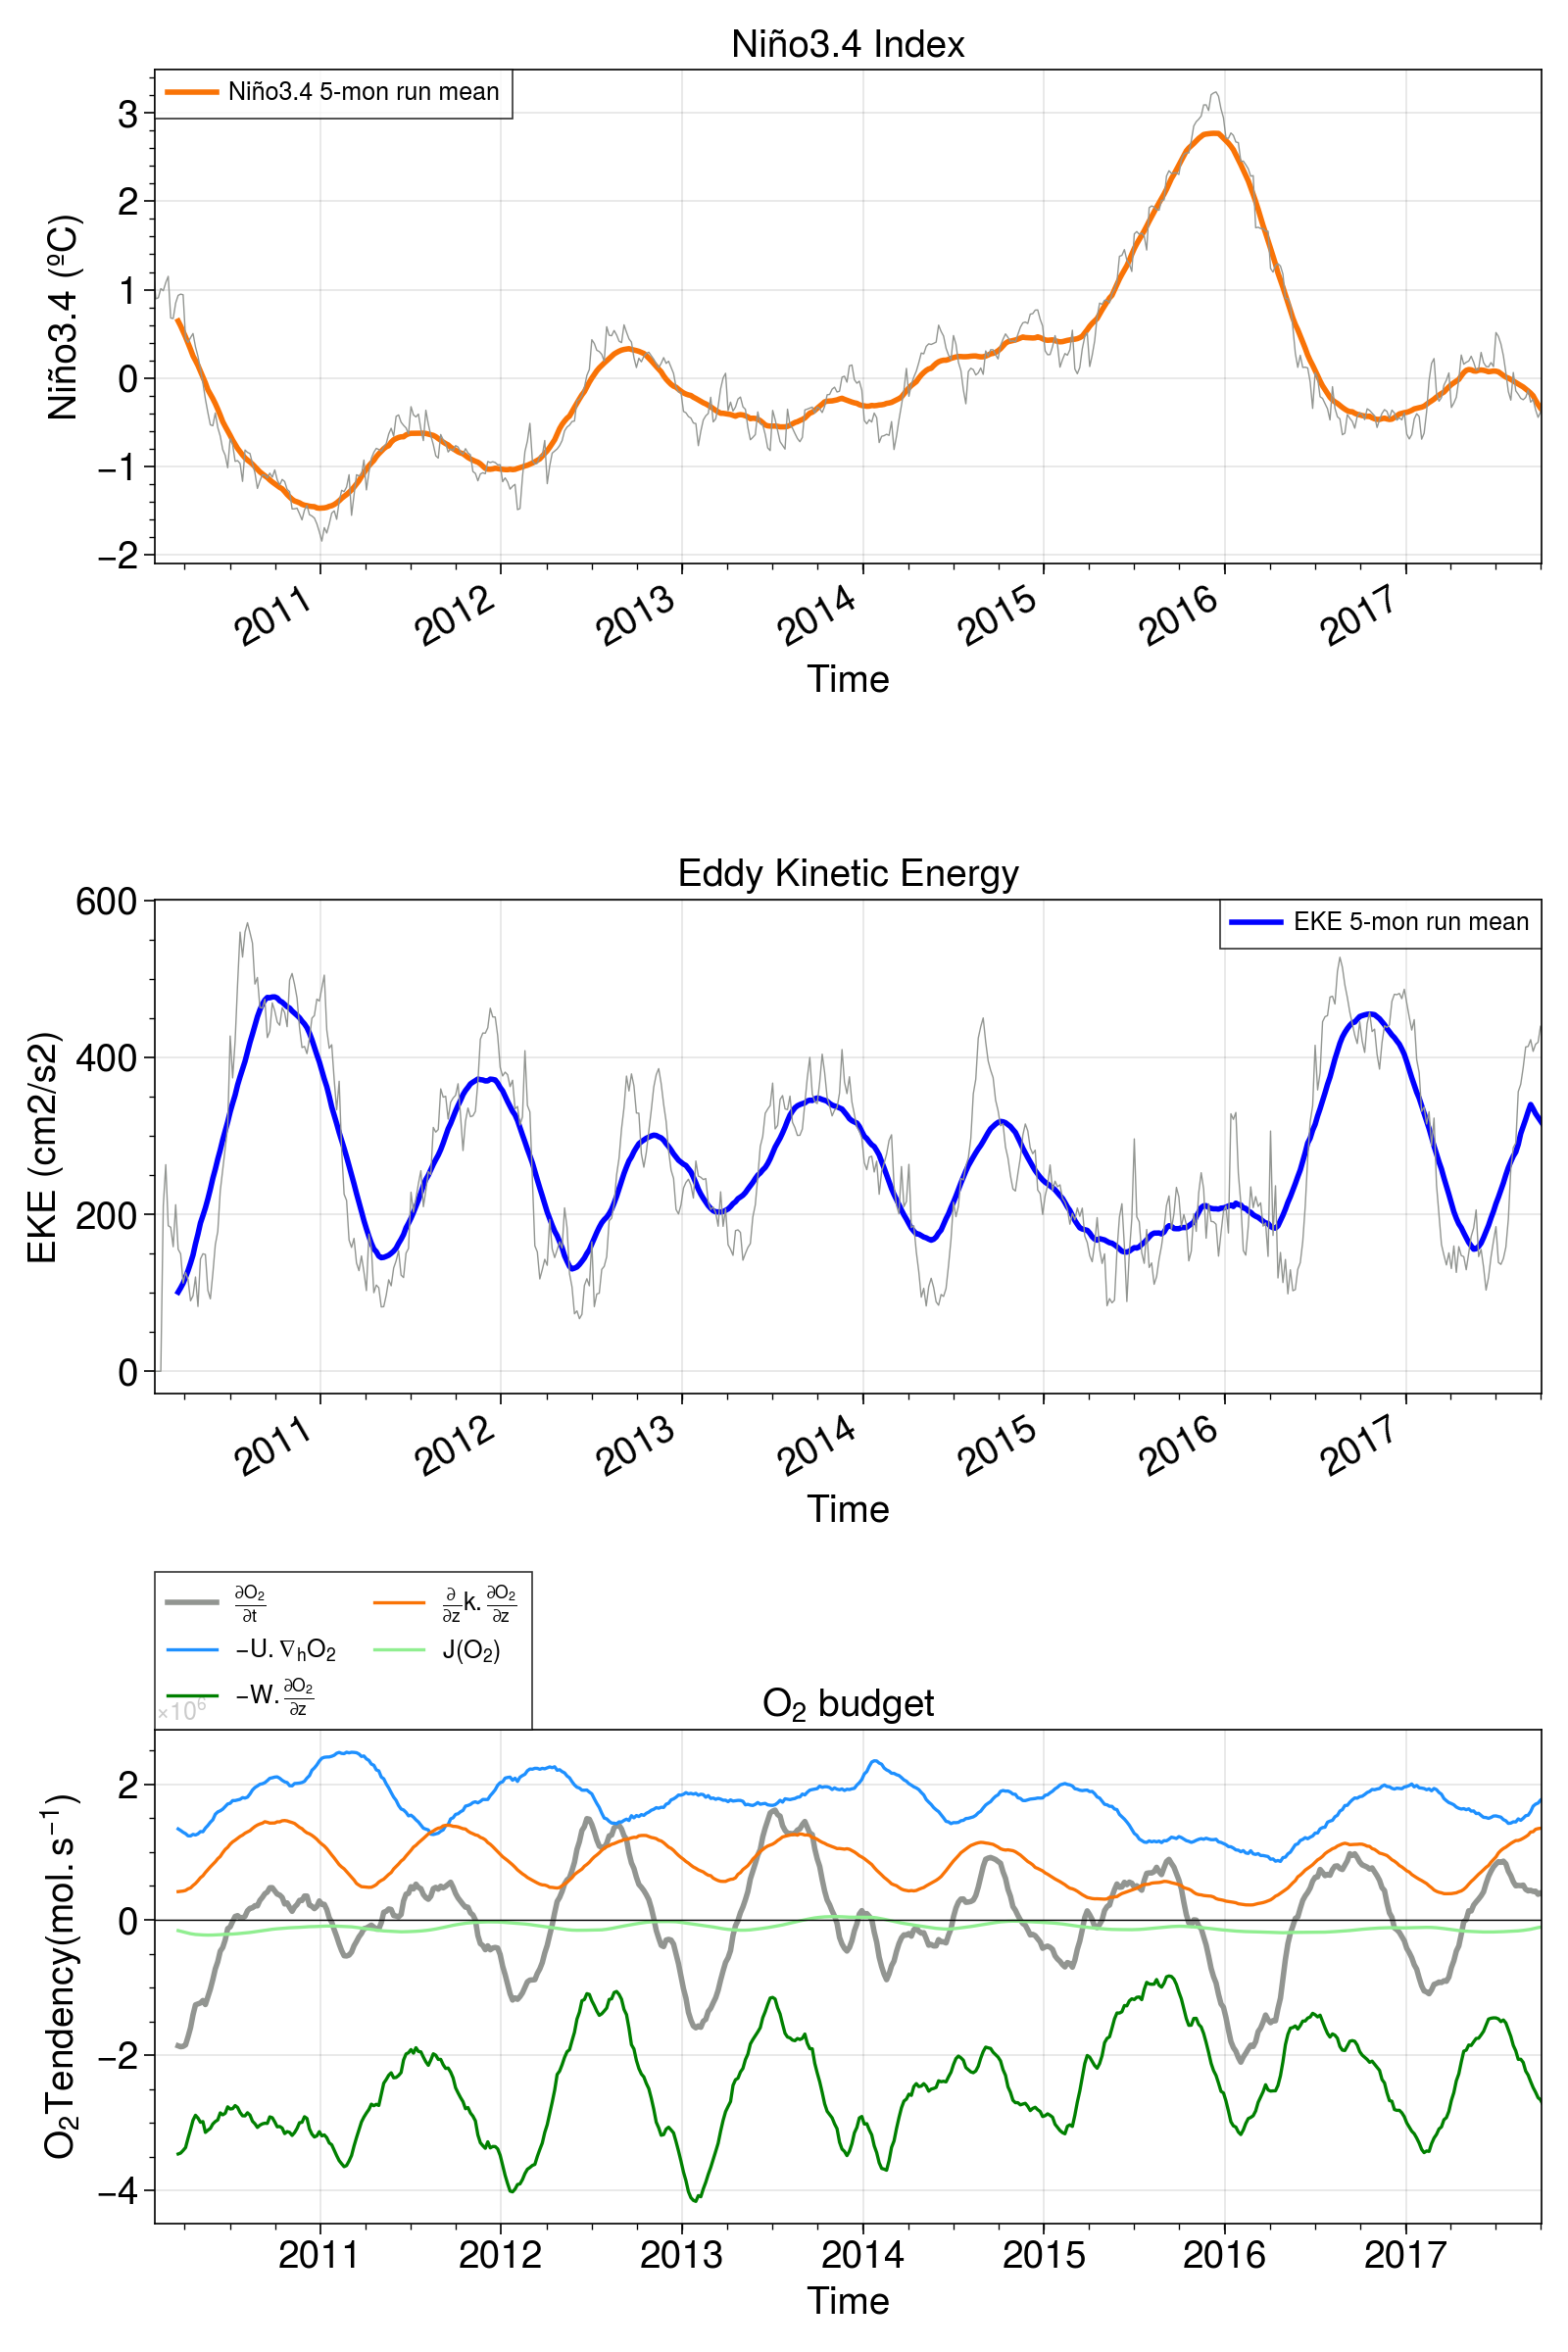 Niño3.4 Index
Niño3.4 5-mon run mean
Niño3.4 (ºC)
3
2
1
0
−1
−2
2011 2012 2013 2014 2015 2016 2017
Time
Eddy Kinetic Energy
EKE 5-mon run mean
EKE (cm2/s2)
600
400
200
0
2011 2012 2013 2014 2015 2016 2017
Time
∂O₂/∂t
∂/∂z k. ∂O₂/∂z
−U. ∇ₕO₂
J(O₂)
−W. ∂O₂/∂z
×10⁶
O₂ budget
O₂Tendency(mol. s⁻¹)
2
0
−2
−4
2011 2012 2013 2014 2015 2016 2017
Time